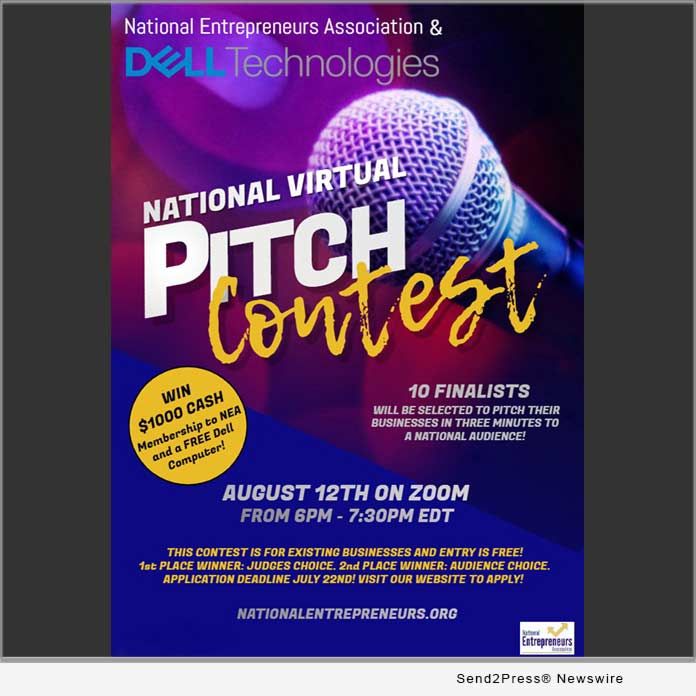 National Entrepreneurs Association &
DELLTechnologies
NATIONAL VIRTUAL
PITCH
Contest
WIN
$1000 CASH
Membership to NEA
and a FREE Dell
Computer!
10 FINALISTS
WILL BE SELECTED TO PITCH THEIR
BUSINESSES IN THREE MINUTES TO
A NATIONAL AUDIENCE!
AUGUST 12TH ON ZOOM
FROM 6PM - 7:30PM EDT
THIS CONTEST IS FOR EXISTING BUSINESSES AND ENTRY IS FREE!
1st PLACE WINNER: JUDGES CHOICE. 2nd PLACE WINNER: AUDIENCE CHOICE.
APPLICATION DEADLINE JULY 22ND! VISIT OUR WEBSITE TO APPLY!
NATIONALENTREPRENEURS.ORG
National
Entrepreneurs
Association
Send2Press® Newswire